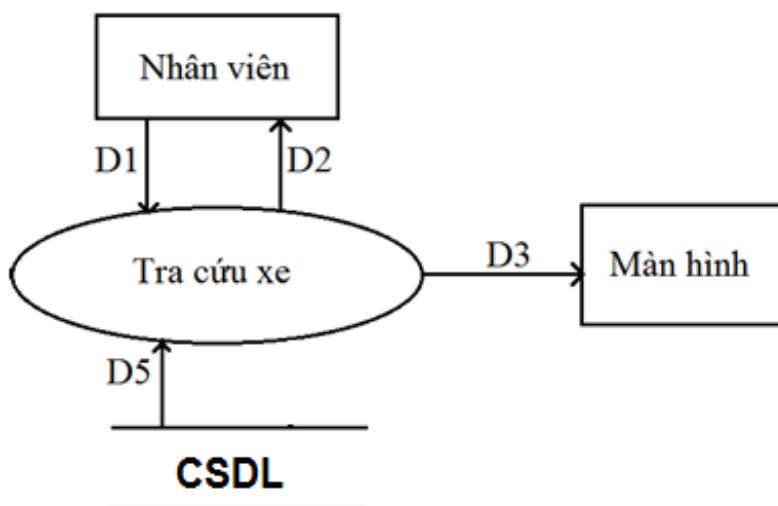 Nhân viên
D1
D2
Tra cứu xe
D3
Màn hình
D5
CSDL